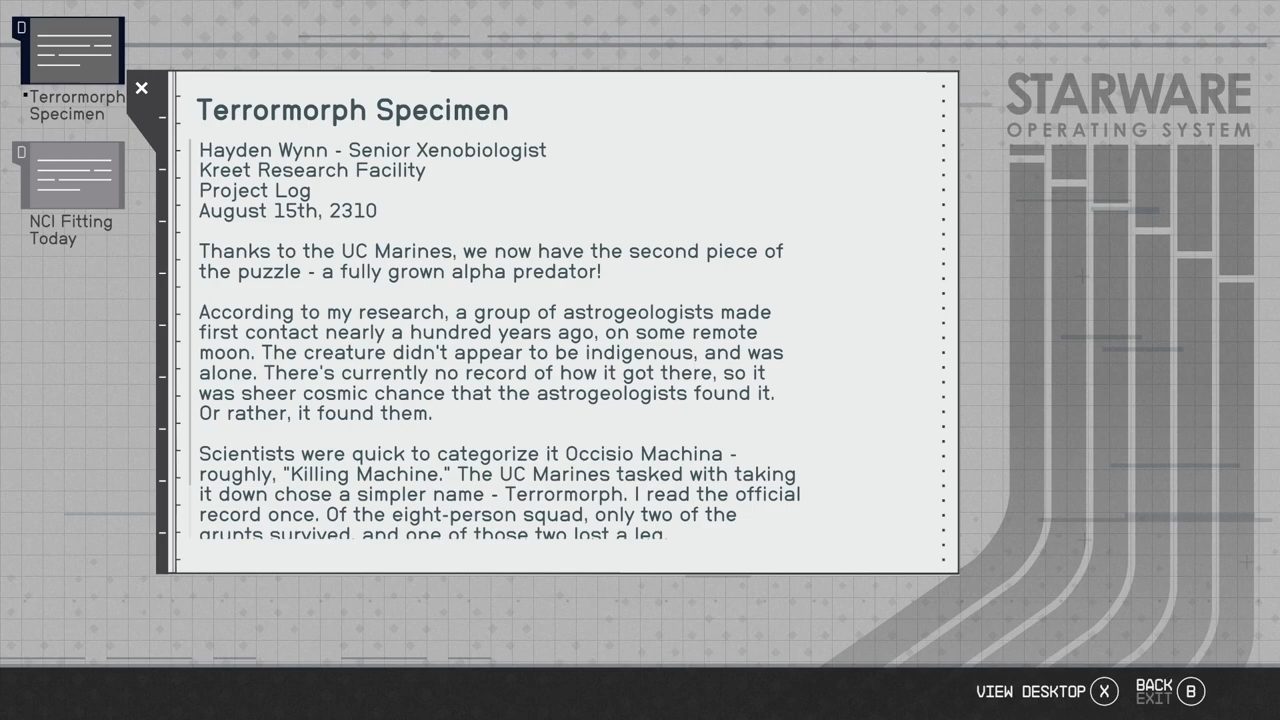 D
Terrormorph
Specimen
D
NCI Fitting
Today
×
Terrormorph Specimen
Hayden Wynn - Senior Xenobiologist
Kreet Research Facility
Project Log
August 15th, 2310
Thanks to the UC Marines, we now have the second piece of
the puzzle - a fully grown alpha predator!
According to my research, a group of astrogeologists made
first contact nearly a hundred years ago, on some remote
moon. The creature didn't appear to be indigenous, and was
alone. There's currently no record of how it got there, so it
was sheer cosmic chance that the astrogeologists found it.
Or rather, it found them.
Scientists were quick to categorize it Occisio Machina -
roughly, "Killing Machine." The UC Marines tasked with taking
it down chose a simpler name - Terrormorph. I read the official
record once. Of the eight-person squad, only two of the
grunts survived, and one of those two lost a leg.
STARWARE
OPERATING SYSTEM
VIEW DESKTOP X
BACK B
EXIT